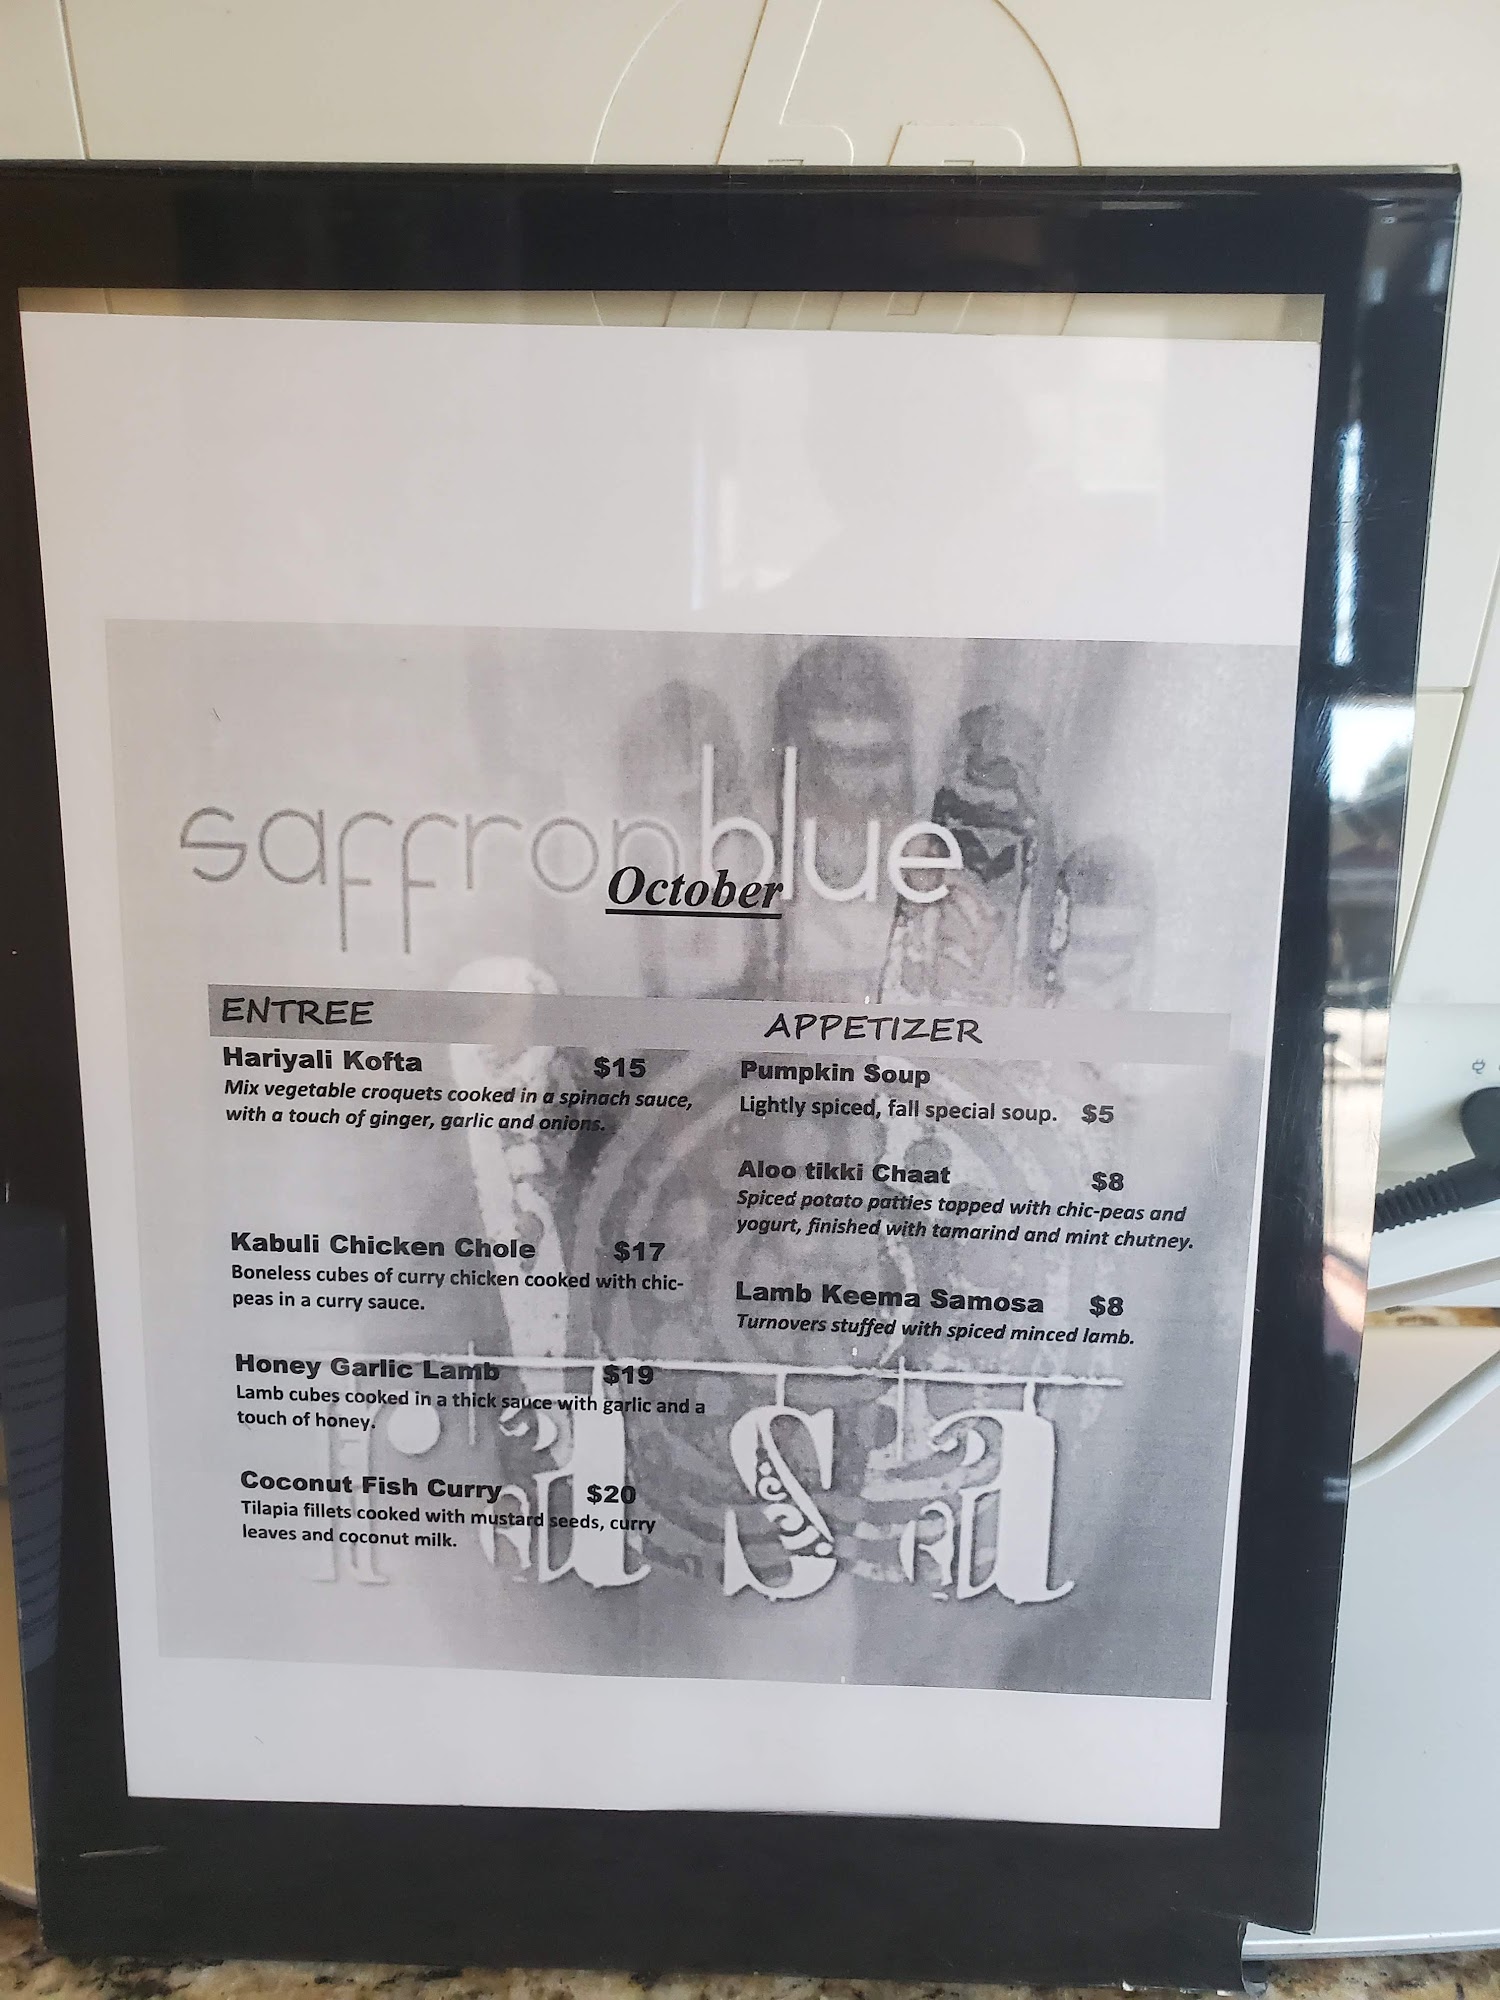 hp
saffronblue
October
ENTREE
Hariyali Kofta $15
Mix vegetable croquets cooked in a spinach sauce,
with a touch of ginger, garlic and onions.
Kabuli Chicken Chole $17
Boneless cubes of curry chicken cooked with chic-
peas in a curry sauce.
Honey Garlic Lamb $19
Lamb cubes cooked in a thick sauce with garlic and a
touch of honey.
Coconut Fish Curry $20
Tilapia fillets cooked with mustard seeds, curry
leaves and coconut milk.
APPETIZER
Pumpkin Soup
Lightly spiced, fall special soup. $5
Aloo tikki Chaat $8
Spiced potato patties topped with chic-peas and
yogurt, finished with tamarind and mint chutney.
Lamb Keema Samosa $8
Turnovers stuffed with spiced minced lamb.
rasa